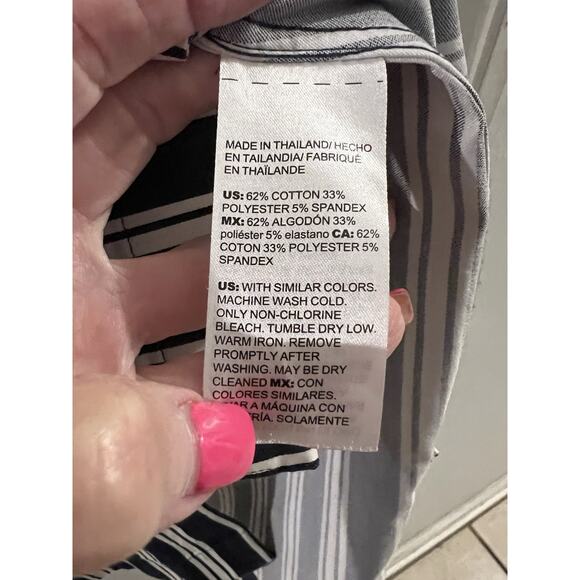 MADE IN THAILAND/ HECHO
EN TAILANDIA/ FABRIQUÉ
EN THAÏLANDE
US: 62% COTTON 33%
POLYESTER 5% SPANDEX
MX: 62% ALGODÓN 33%
poliéster 5% elastano CA: 62%
COTON 33% POLYESTER 5%
SPANDEX
US: WITH SIMILAR COLORS.
MACHINE WASH COLD.
ONLY NON-CHLORINE
BLEACH. TUMBLE DRY LOW.
WARM IRON. REMOVE
PROMPTLY AFTER
WASHING. MAY BE DRY
CLEANED MX: CON
COLORES SIMILARES.
A MÁQUINA CON
SOLAMENTE